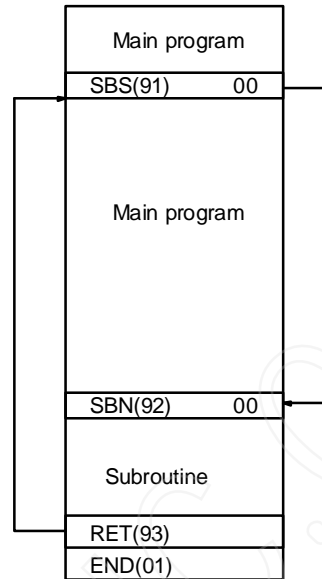 Main program
SBS(91) 00
Main program
SBN(92) 00
Subroutine
RET(93)
END(01)